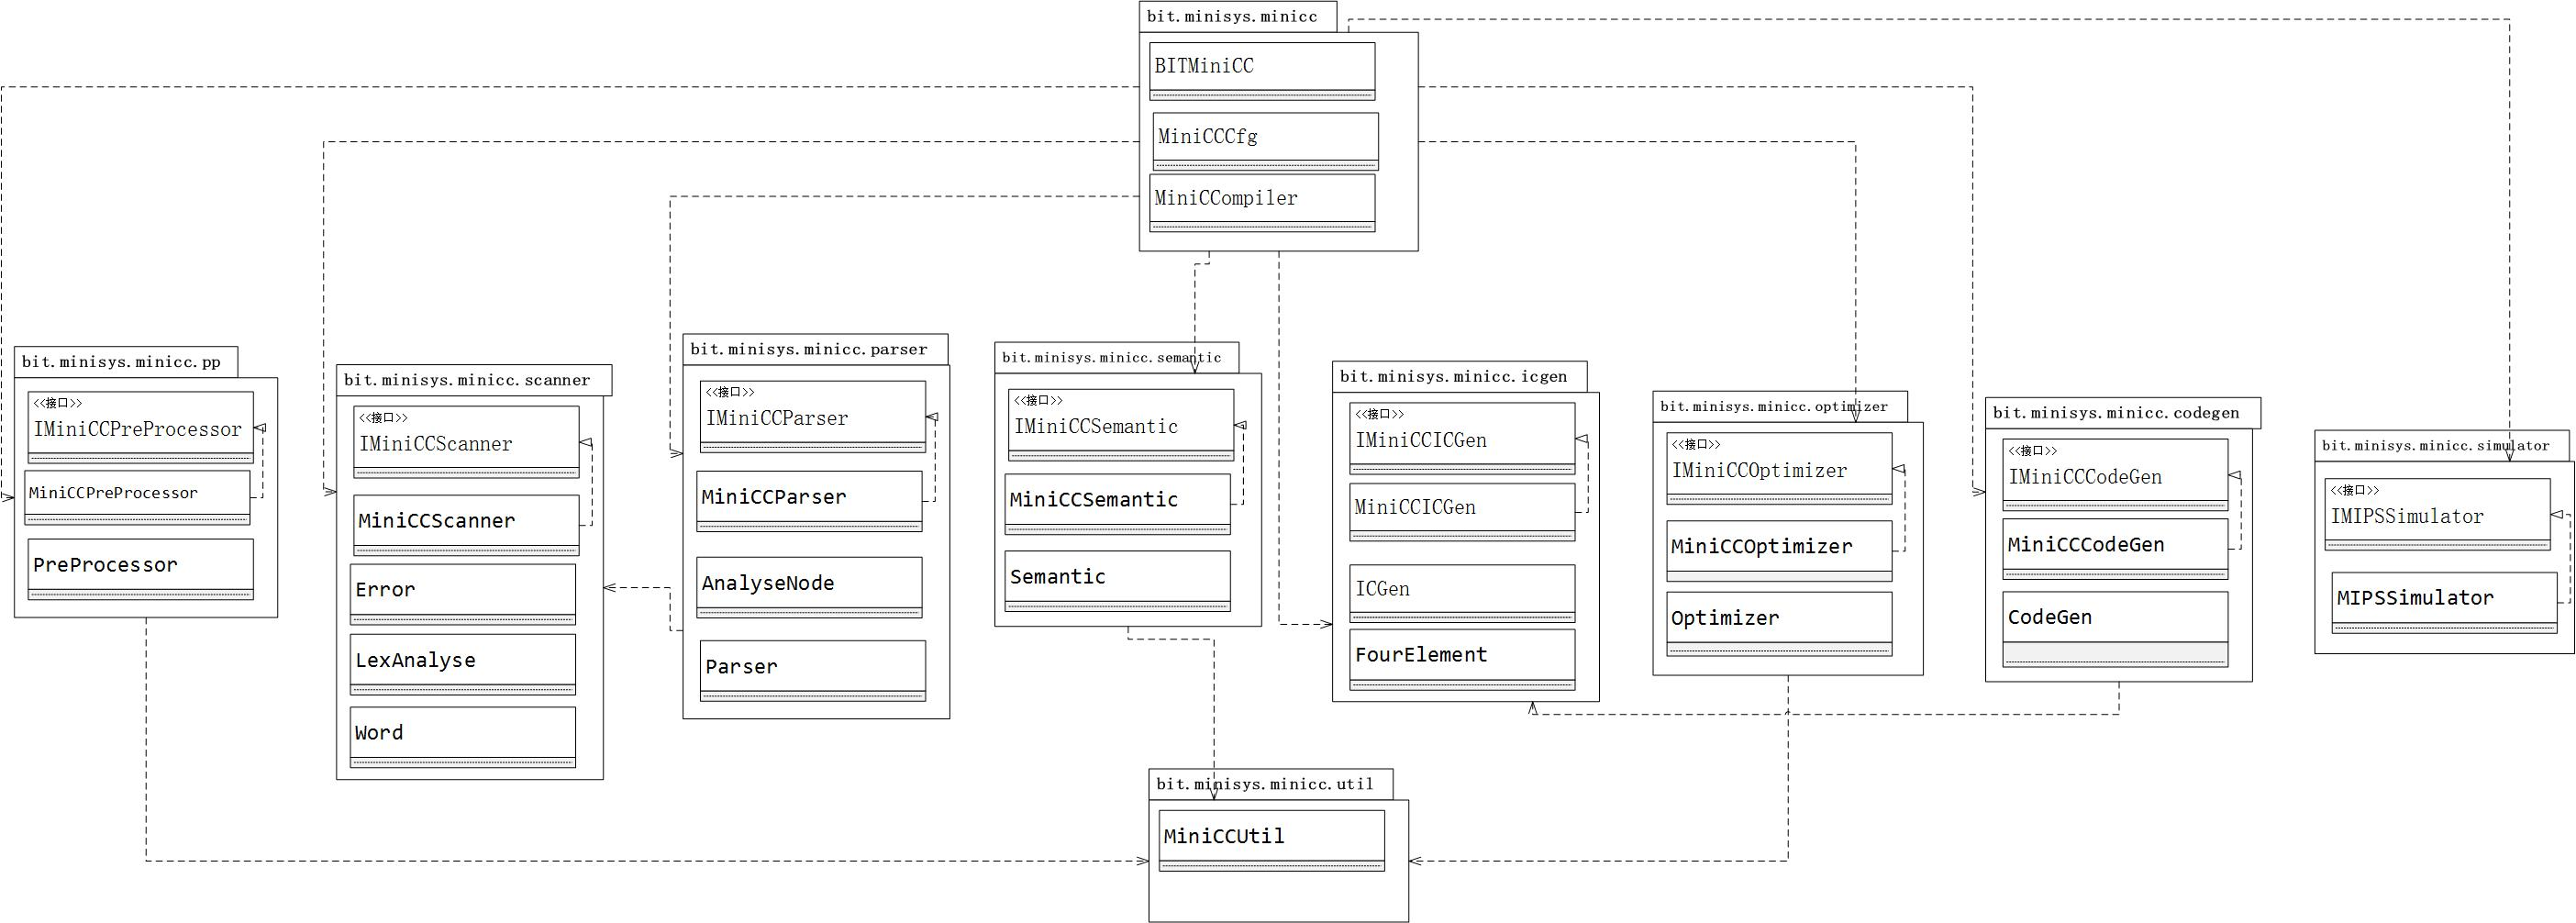 bit.minisys.minicc
BITMiniCC
MiniCCCfg
MiniCCompiler
bit.minisys.minicc.pp
<<接口>>
IMiniCCPreProcessor
MiniCCPreProcessor
PreProcessor
bit.minisys.minicc.scanner
<<接口>>
IMiniCCScanner
MiniCCScanner
Error
LexAnalyse
Word
bit.minisys.minicc.parser
<<接口>>
IMiniCCParser
MiniCCParser
AnalyseNode
Parser
bit.minisys.minicc.semantic
<<接口>>
IMiniCCSemantic
MiniCCSemantic
Semantic
bit.minisys.minicc.icgen
<<接口>>
IMiniCCICGen
MiniCCICGen
ICGen
FourElement
bit.minisys.minicc.optimizer
<<接口>>
IMiniCCOptimizer
MiniCCOptimizer
Optimizer
bit.minisys.minicc.codegen
<<接口>>
IMiniCCCodeGen
MiniCCCodeGen
CodeGen
bit.minisys.minicc.simulator
<<接口>>
IMIPSSimulator
MIPSSimulator
bit.minisys.minicc.util
MiniCCUtil